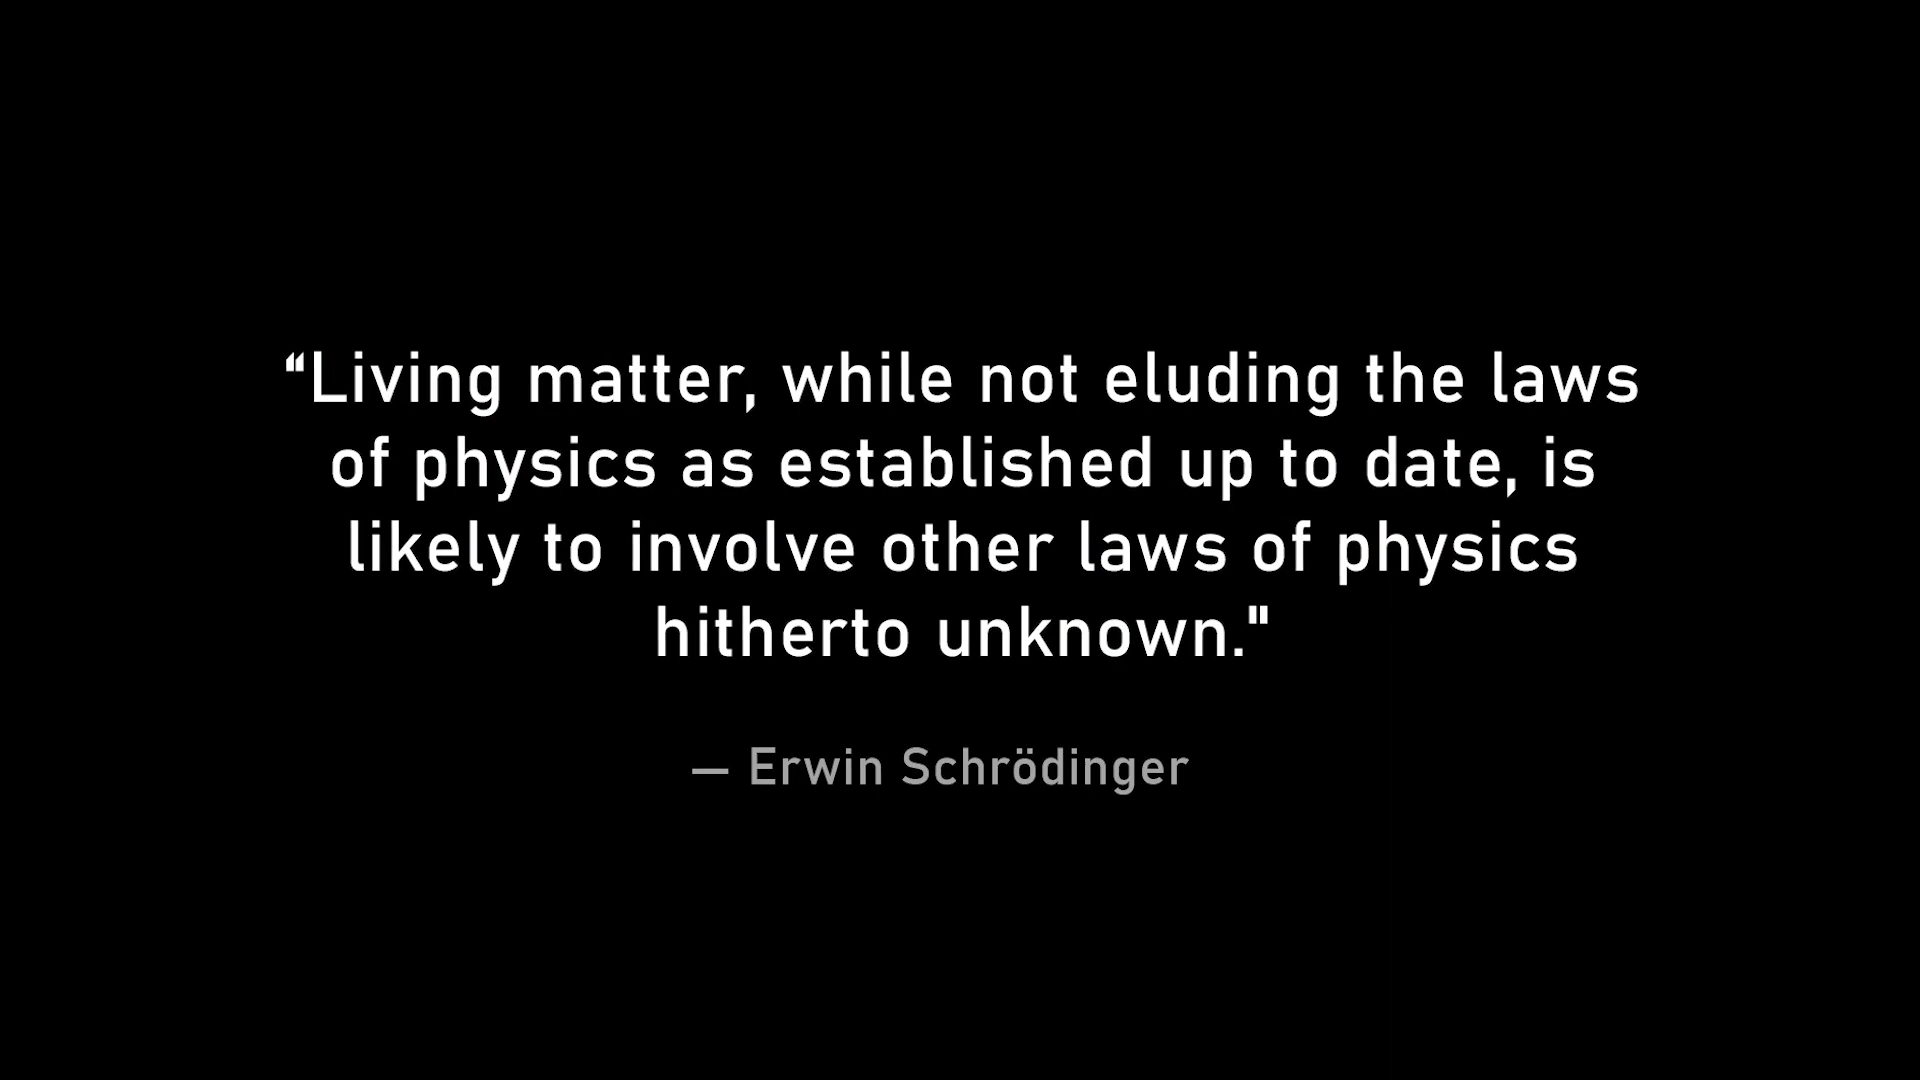 “Living matter, while not eluding the laws
of physics as established up to date, is
likely to involve other laws of physics
hitherto unknown."
— Erwin Schrödinger